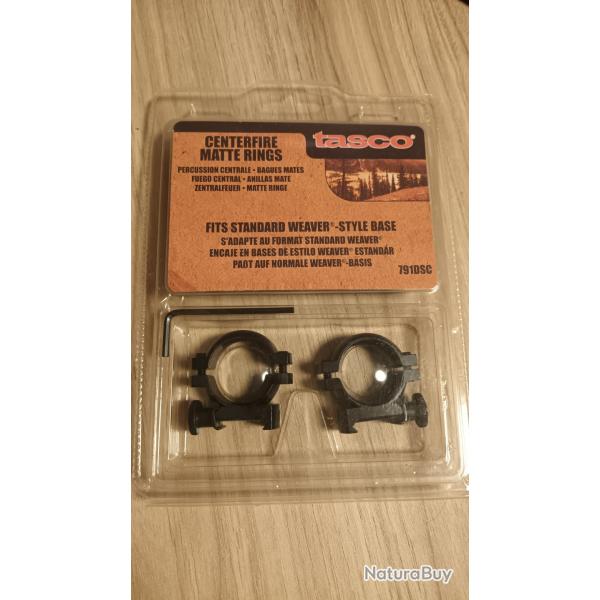 CENTERFIRE
MATTE RINGS
tasco®
PERCUSSION CENTRALE • BAGUES MATES
FUEGO CENTRAL • ANILLAS MATE
ZENTRALFEUER • MATTE RINGE
FITS STANDARD WEAVER®-STYLE BASE
S'ADAPTE AU FORMAT STANDARD WEAVER®
ENCAJE EN BASES DE ESTILO WEAVER® ESTANDÁR
PAßT AUF NORMALE WEAVER®-BASIS
791DSC
NaturaBuy